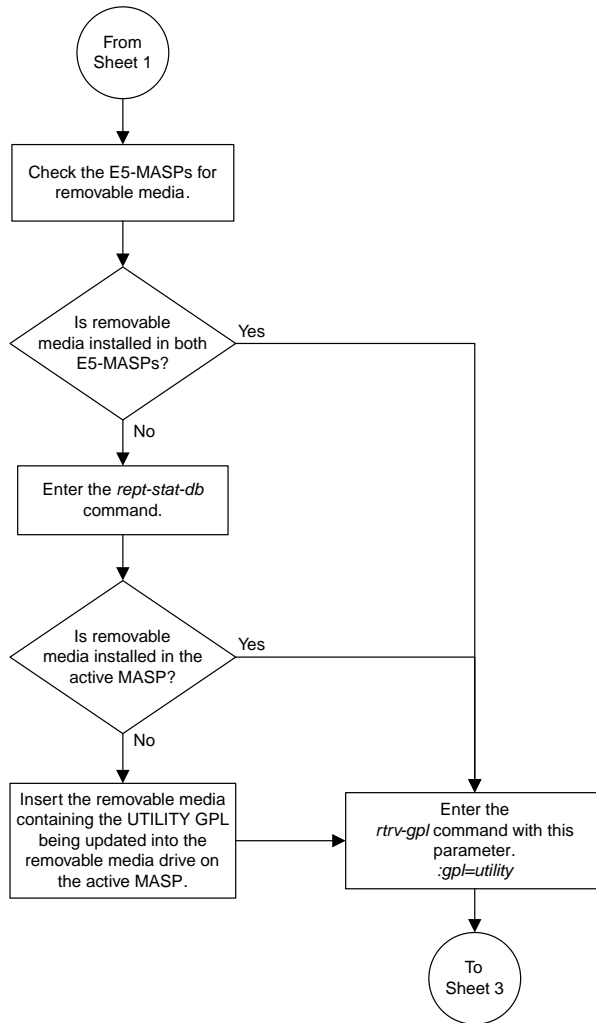 From
Sheet 1
Check the E5-MASPs for
removable media.
Is removable
media installed in both
E5-MASPs?
Yes
No
Enter the rept-stat-db
command.
Is removable
media installed in the
active MASP?
Yes
No
Insert the removable media
containing the UTILITY GPL
being updated into the
removable media drive on
the active MASP.
Enter the
rtrv-gpl command with this
parameter.
:gpl=utility
To
Sheet 3